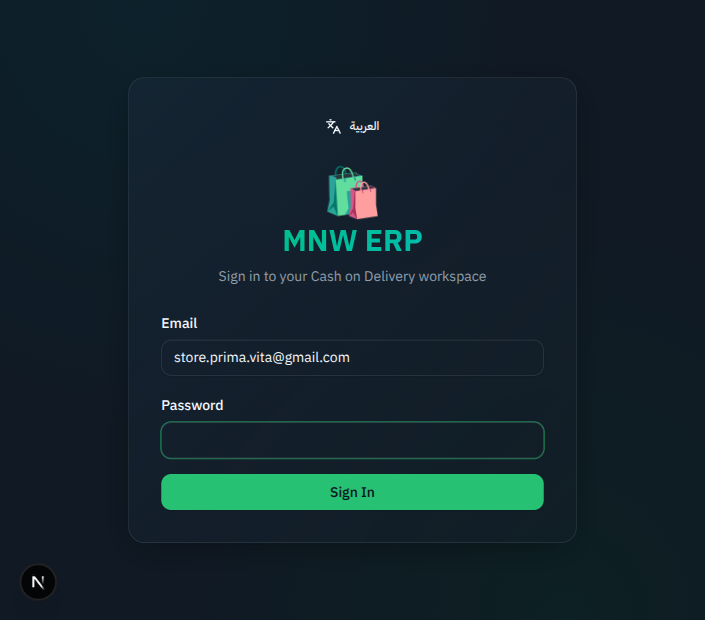 العربية
MNW ERP
Sign in to your Cash on Delivery workspace
Email
store.prima.vita@gmail.com
Password
Sign In
N